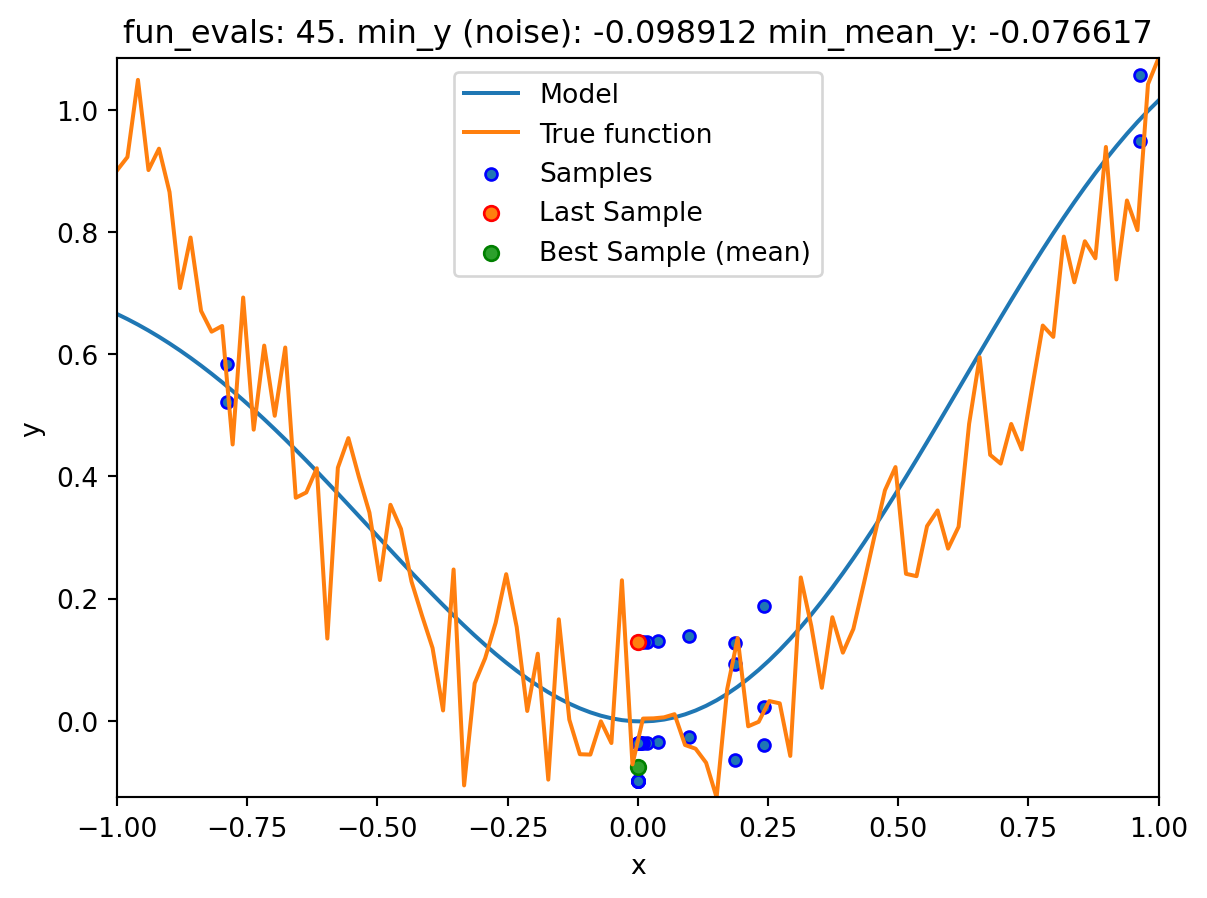 fun_evals: 45. min_y (noise): -0.098912 min_mean_y: -0.076617
Model
True function
Samples
Last Sample
Best Sample (mean)
1.0
0.8
0.6
0.4
0.2
0.0
y
−1.00 −0.75 −0.50 −0.25 0.00 0.25 0.50 0.75 1.00
x